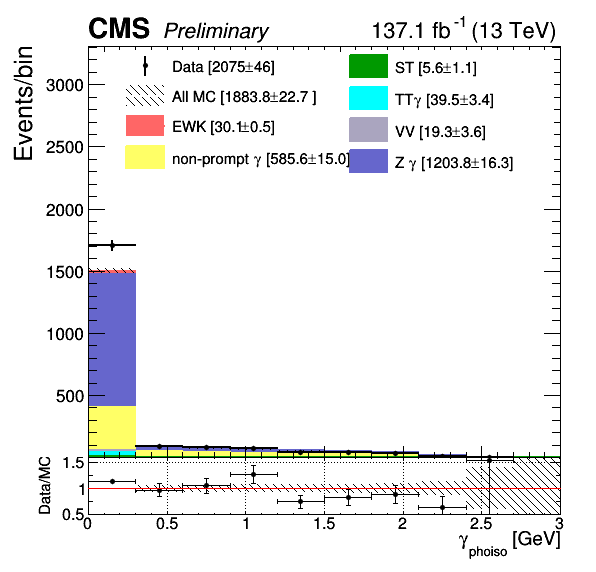 CMS Preliminary 137.1 fb⁻¹ (13 TeV)
Events/bin
Data [2075±46]
All MC [1883.8±22.7 ]
EWK [30.1±0.5]
non-prompt γ [585.6±15.0]
ST [5.6±1.1]
TTγ [39.5±3.4]
VV [19.3±3.6]
Z γ [1203.8±16.3]
3000
2500
2000
1500
1000
500
Data/MC
1.5
1
0.5
0 0.5 1 1.5 2 2.5 3
γphoiso [GeV]